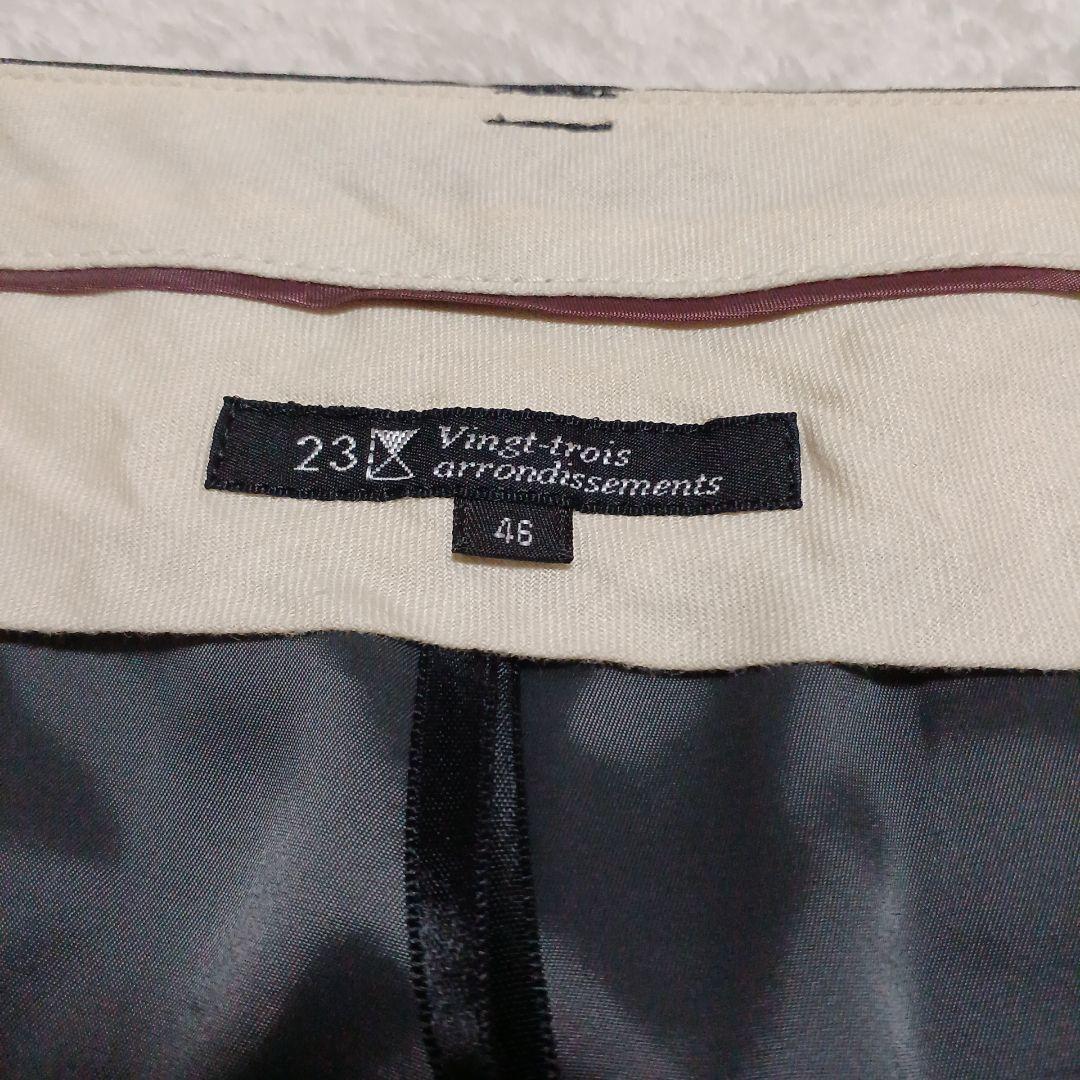 23 Vingt-trois
arrondissements
46